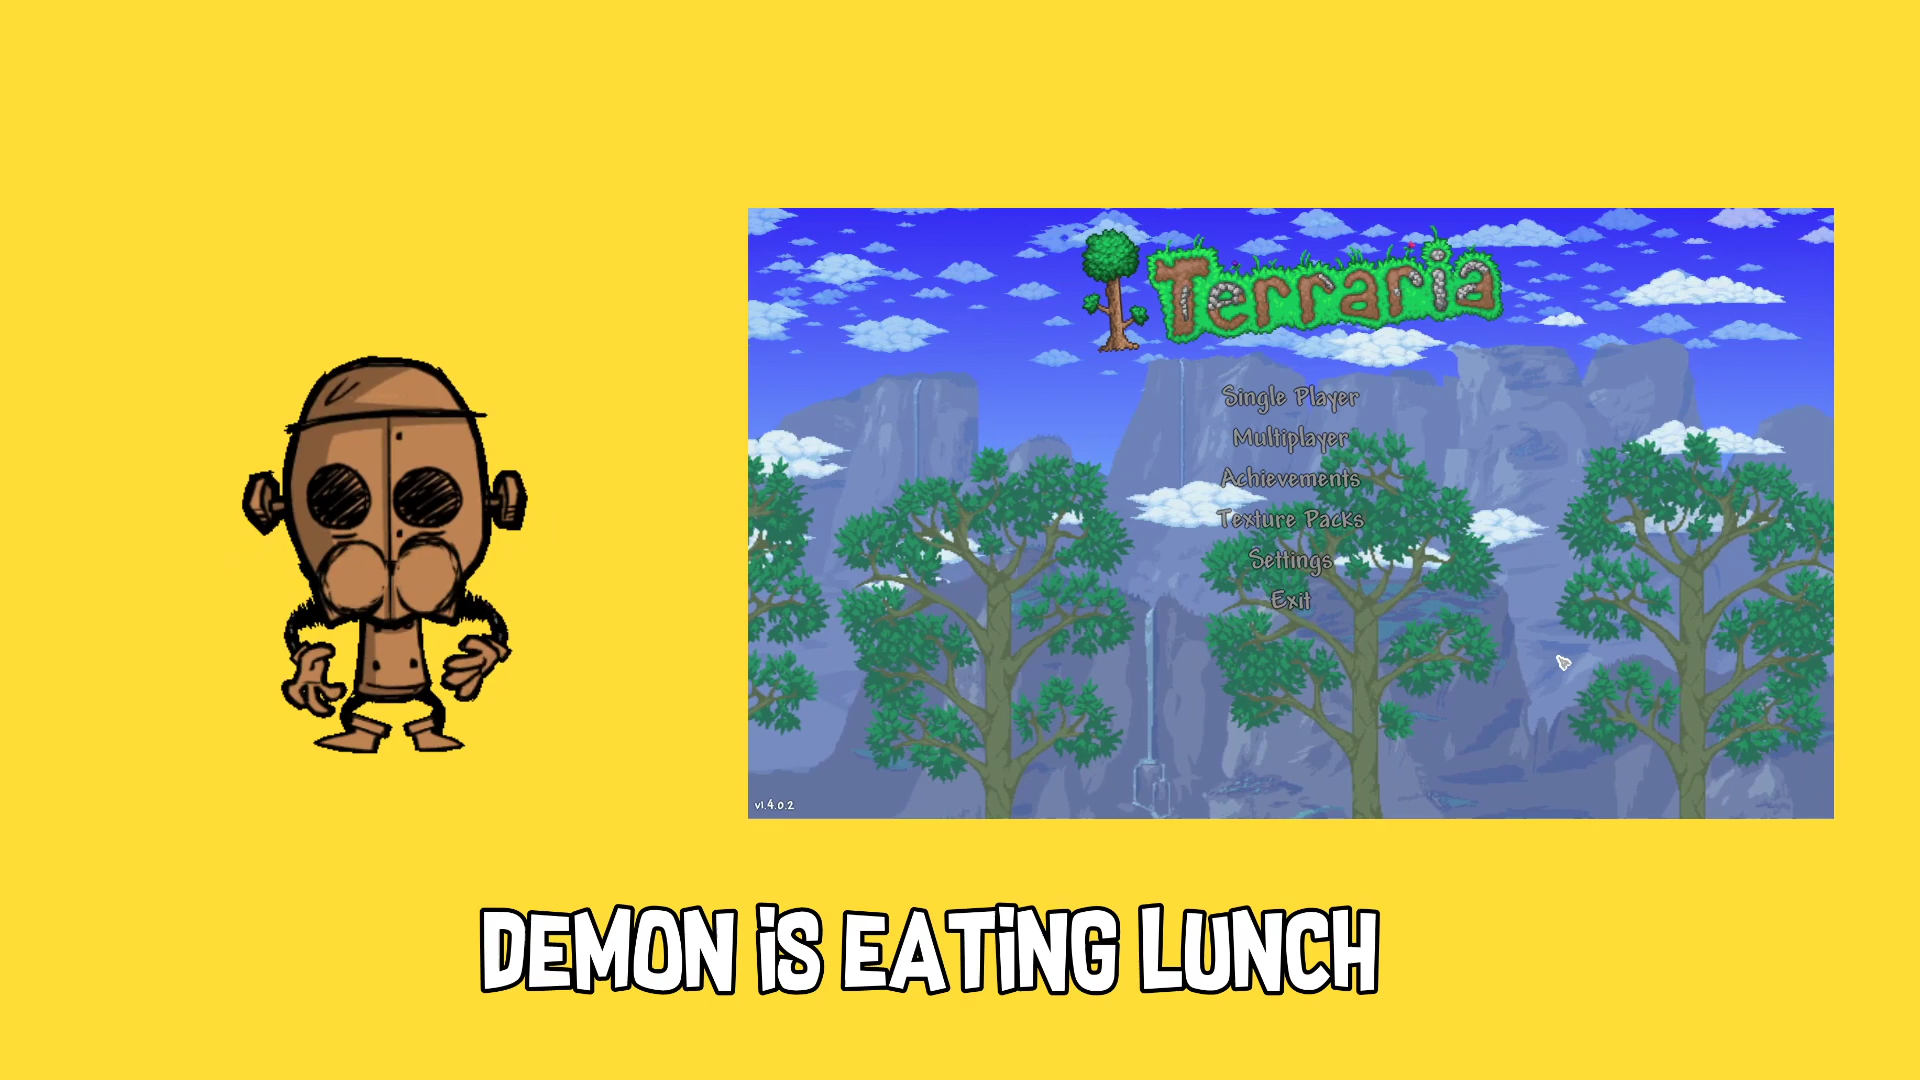 Terraria
Single Player
Multiplayer
Achievements
Texture Packs
Settings
Exit
v1.4.0.2
DEMON iS EATiNG LUNCH